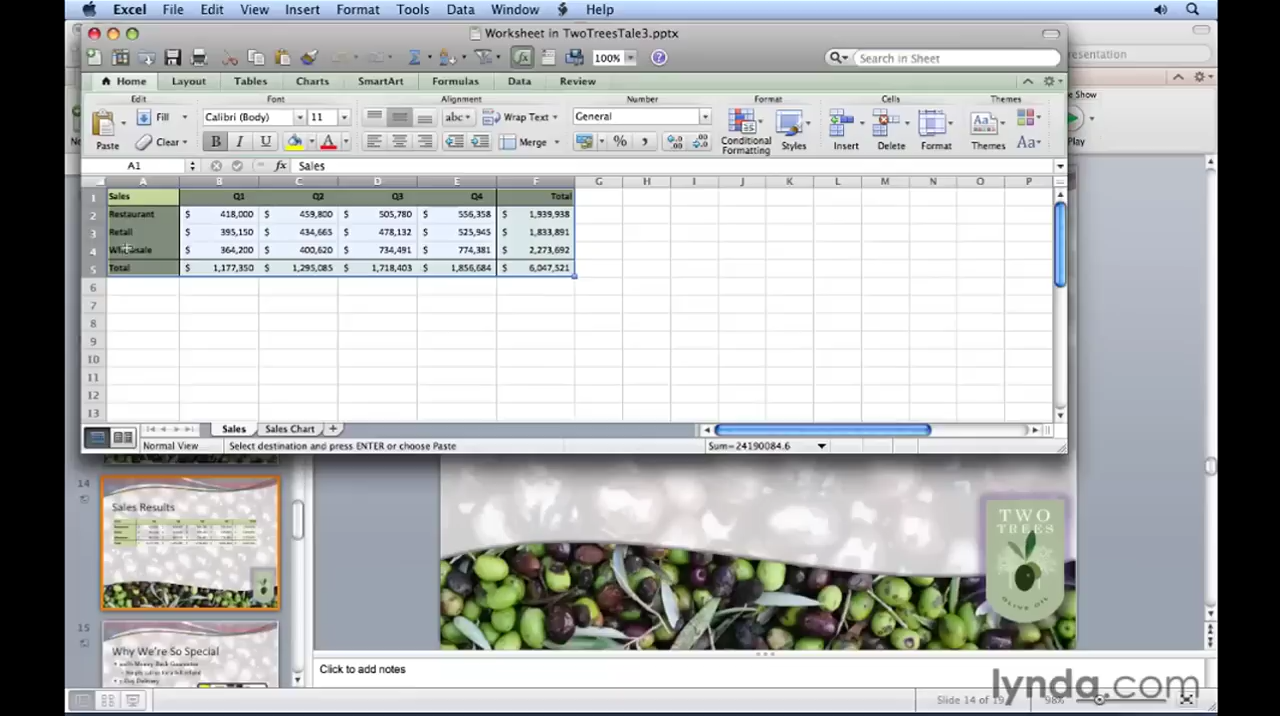 Excel File Edit View Insert Format Tools Data Window Help
Worksheet in TwoTreesTale3.pptx
100%
Search in Sheet
Home Layout Tables Charts SmartArt Formulas Data Review
Edit Font Alignment Number Format Cells Themes
Fill Calibri (Body) 11 abc Wrap Text General
Paste Clear B I U A Merge % , Conditional Formatting Styles Insert Delete Format Themes Aa
A1 fx Sales
A B C D E F G H I J K L M N O P
1 Sales Q1 Q2 Q3 Q4 Total
2 Restaurant $ 418,000 $ 459,800 $ 505,780 $ 556,358 $ 1,939,938
3 Retail $ 395,150 $ 434,665 $ 478,132 $ 525,945 $ 1,833,891
4 Wholesale $ 364,200 $ 400,620 $ 734,491 $ 774,381 $ 2,273,692
5 Total $ 1,177,350 $ 1,295,085 $ 1,718,403 $ 1,856,684 $ 6,047,521
6
7
8
9
10
11
12
13
Sales Sales Chart +
Normal View Select destination and press ENTER or choose Paste Sum=24190084.6
Play
14
Sales Results
15
Why We're So Special
TWO
TREES
OLIVE OIL
Click to add notes
Slide 14 of 19 98%
lynda.com